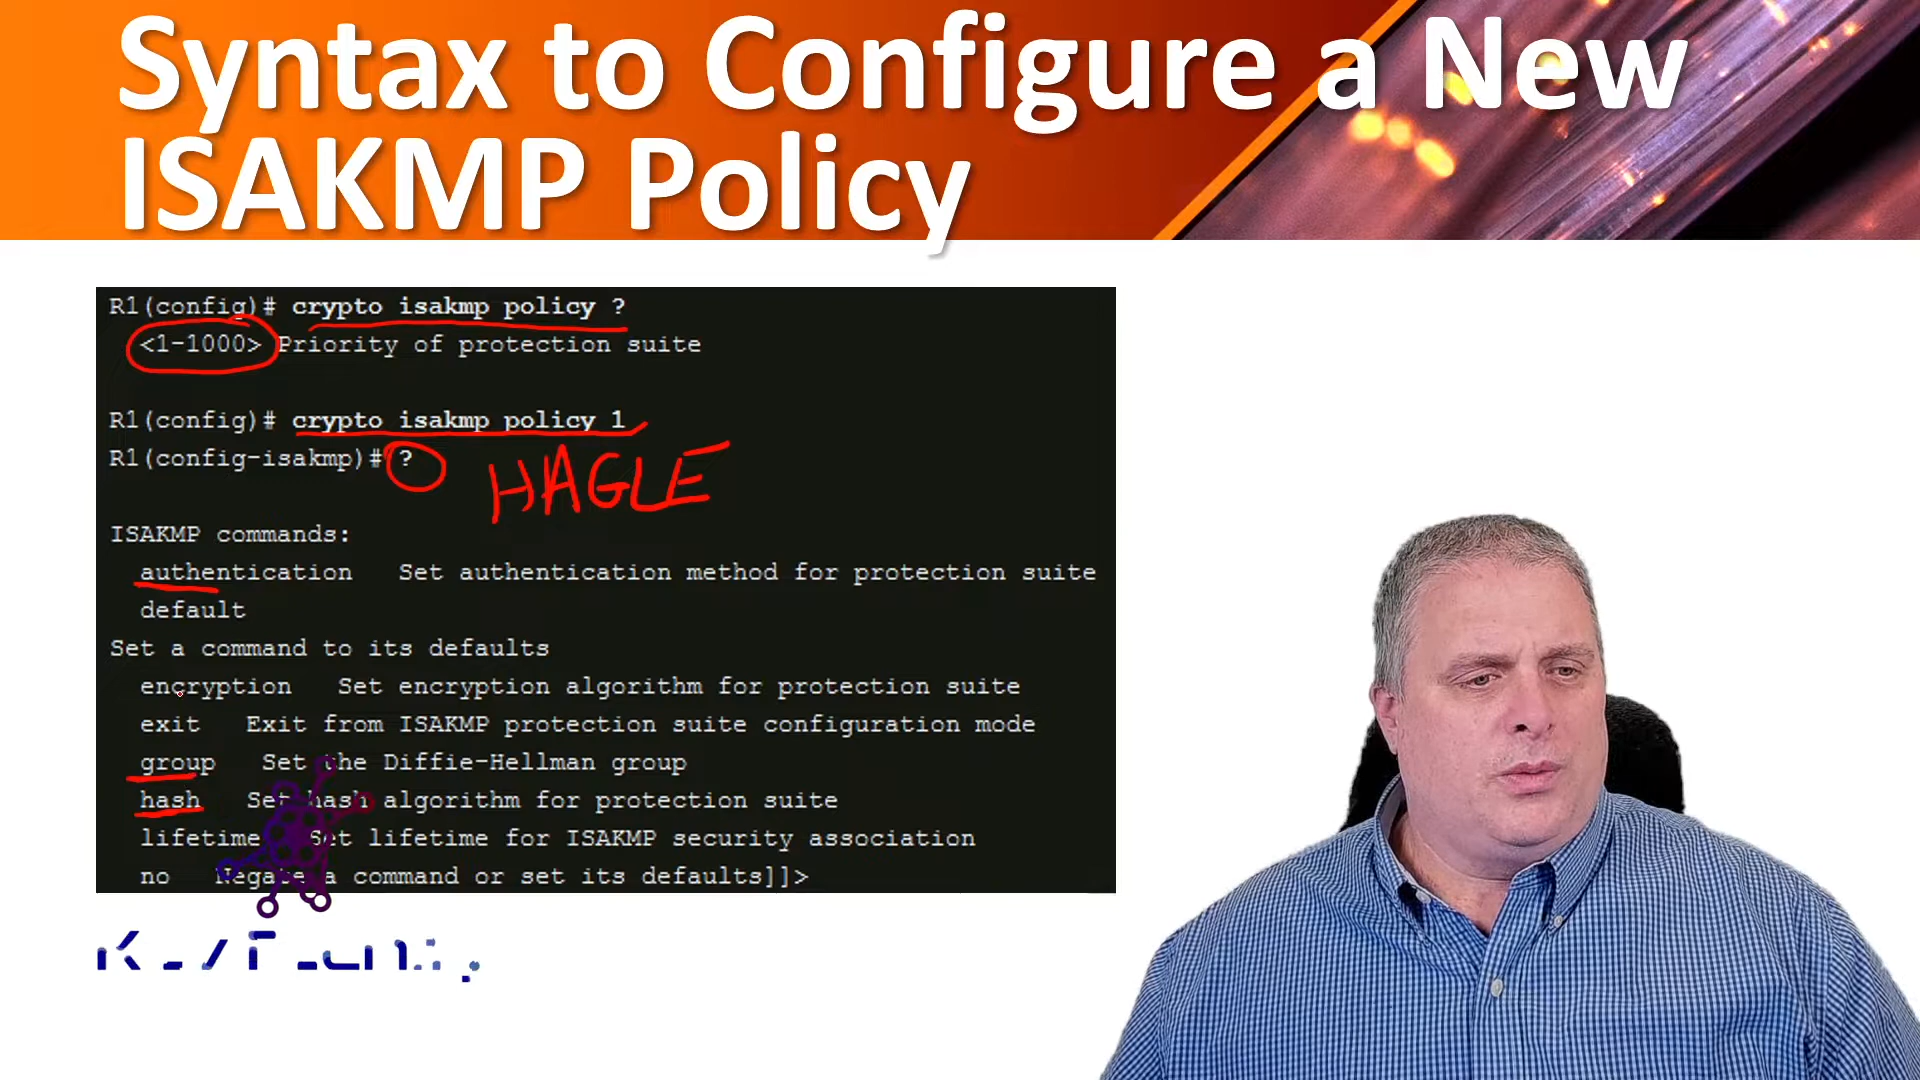 Syntax to Configure a New
ISAKMP Policy
R1(config)# crypto isakmp policy ?
<1-1000> Priority of protection suite
R1(config)# crypto isakmp policy 1
R1(config-isakmp)# ?
HAGLE
ISAKMP commands:
authentication Set authentication method for protection suite
default
Set a command to its defaults
encryption Set encryption algorithm for protection suite
exit Exit from ISAKMP protection suite configuration mode
group Set the Diffie-Hellman group
hash Set hash algorithm for protection suite
lifetime Set lifetime for ISAKMP security association
no Negate a command or set its defaults]]>